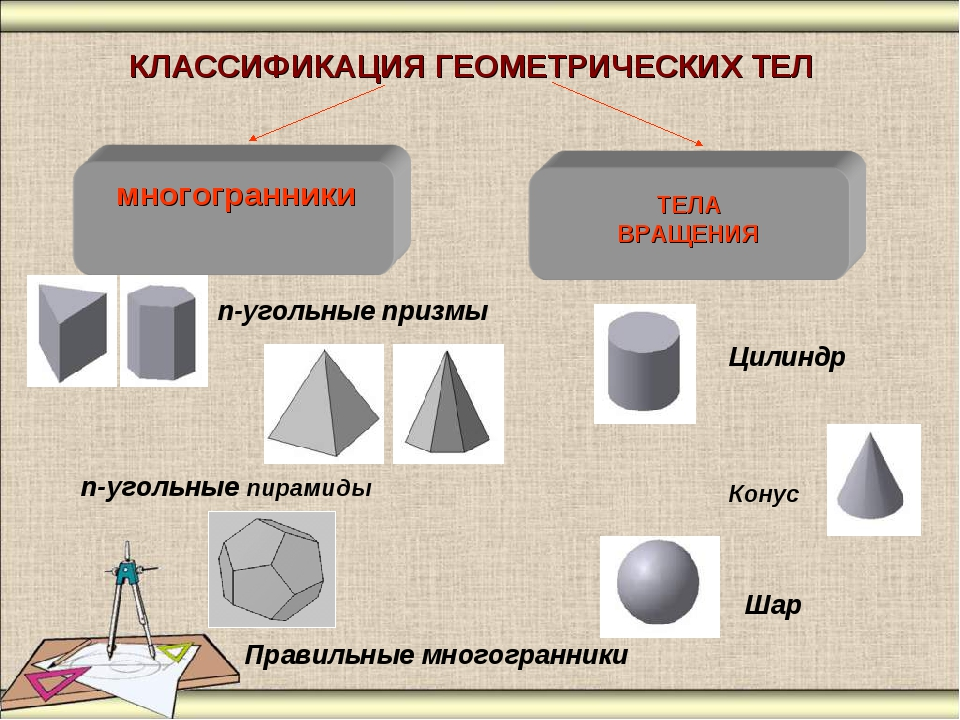 КЛАССИФИКАЦИЯ ГЕОМЕТРИЧЕСКИХ ТЕЛ
многогранники
ТЕЛА
ВРАЩЕНИЯ
n-угольные призмы
Цилиндр
n-угольные пирамиды
Конус
Шар
Правильные многогранники